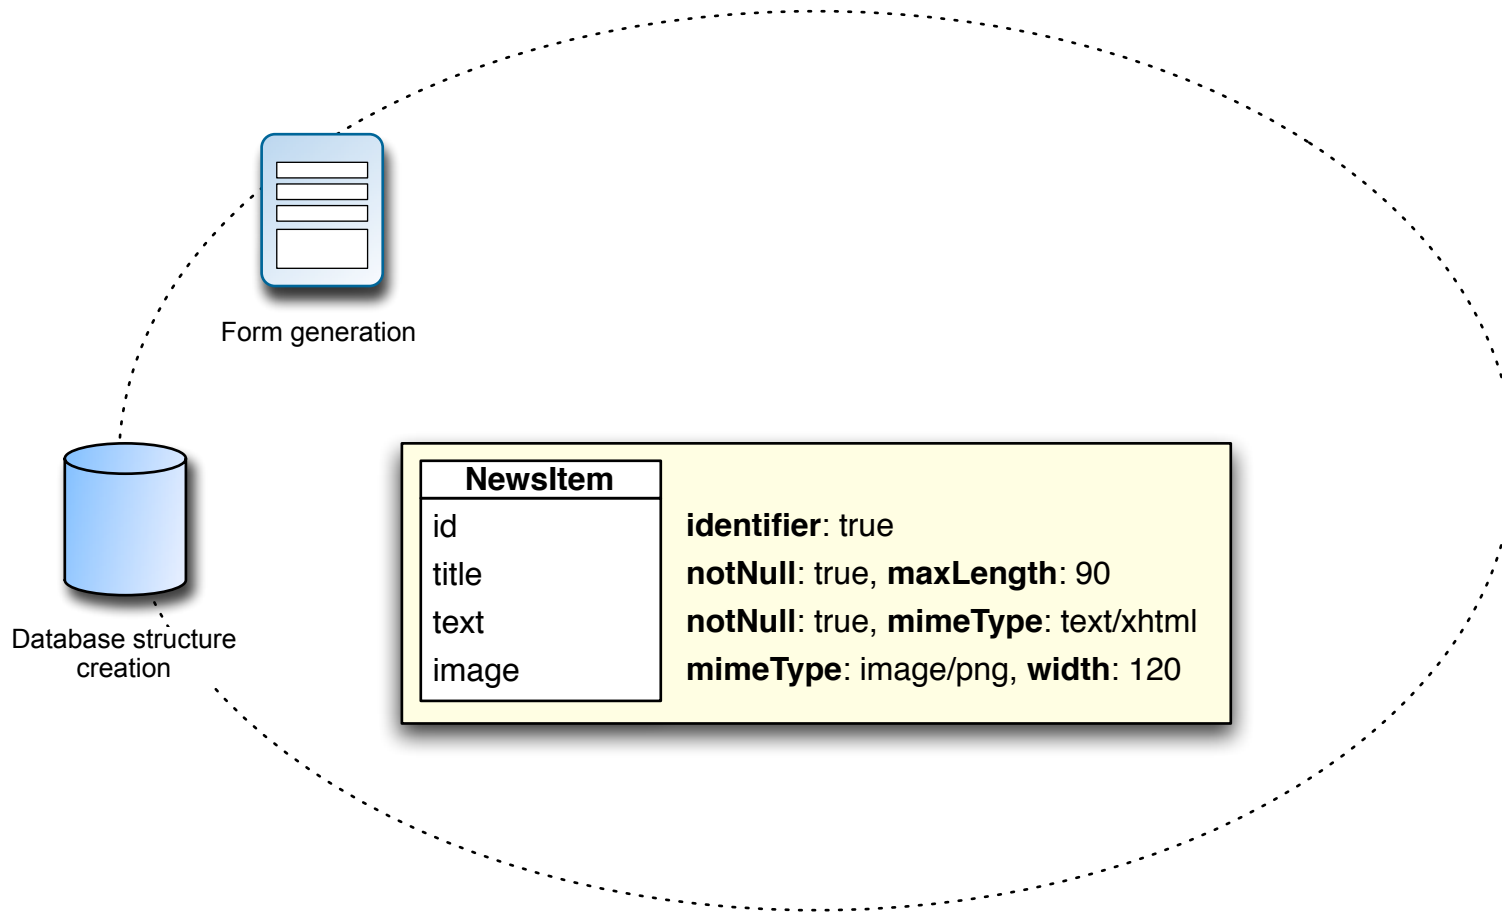 Form generation
Database structure
creation
NewsItem
id identifier: true
title notNull: true, maxLength: 90
text notNull: true, mimeType: text/xhtml
image mimeType: image/png, width: 120